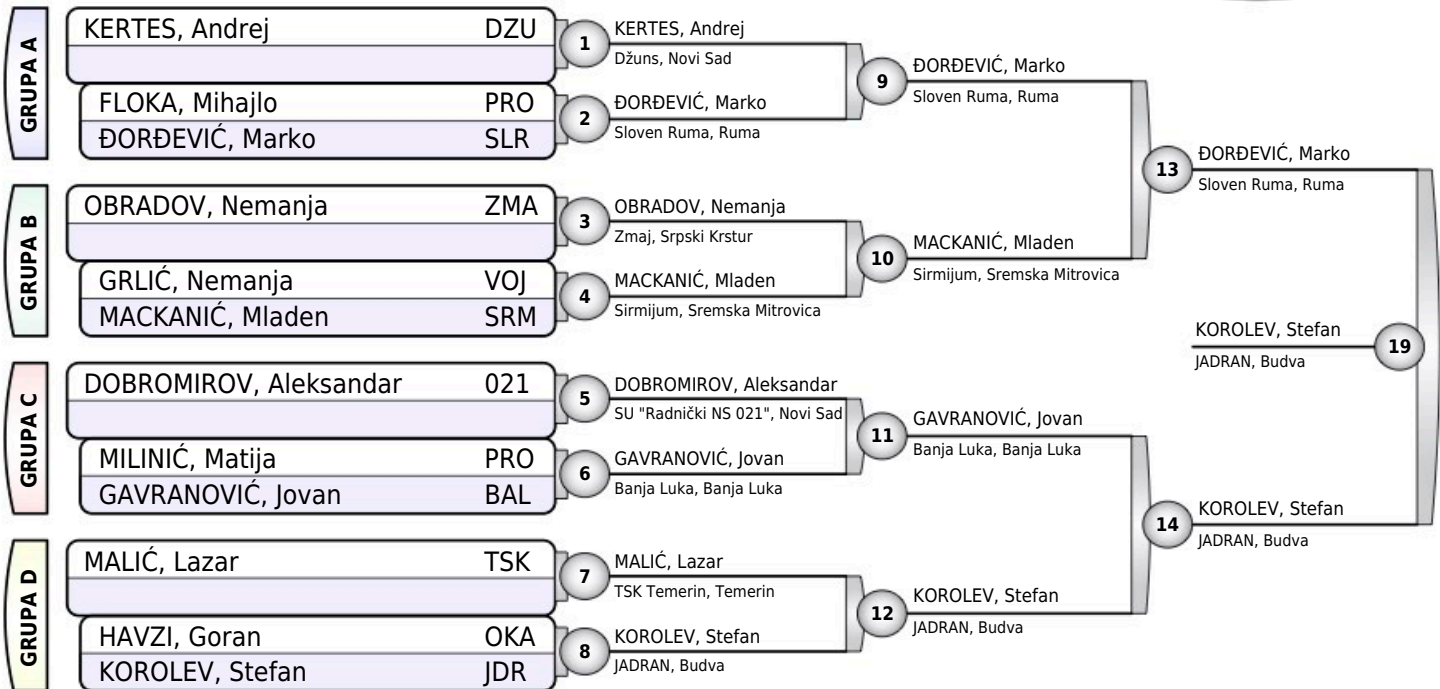 GRUPA A
KERTES, Andrej DZU
FLOKA, Mihajlo PRO
ĐORĐEVIĆ, Marko SLR
GRUPA B
OBRADOV, Nemanja ZMA
GRLIĆ, Nemanja VOJ
MACKANIĆ, Mladen SRM
GRUPA C
DOBROMIROV, Aleksandar 021
MILINIĆ, Matija PRO
GAVRANOVIĆ, Jovan BAL
GRUPA D
MALIĆ, Lazar TSK
HAVZI, Goran OKA
KOROLEV, Stefan JDR
1
KERTES, Andrej
Džuns, Novi Sad
2
ĐORĐEVIĆ, Marko
Sloven Ruma, Ruma
3
OBRADOV, Nemanja
Zmaj, Srpski Krstur
4
MACKANIĆ, Mladen
Sirmijum, Sremska Mitrovica
5
DOBROMIROV, Aleksandar
SU "Radnički NS 021", Novi Sad
6
GAVRANOVIĆ, Jovan
Banja Luka, Banja Luka
7
MALIĆ, Lazar
TSK Temerin, Temerin
8
KOROLEV, Stefan
JADRAN, Budva
9
ĐORĐEVIĆ, Marko
Sloven Ruma, Ruma
10
MACKANIĆ, Mladen
Sirmijum, Sremska Mitrovica
11
GAVRANOVIĆ, Jovan
Banja Luka, Banja Luka
12
KOROLEV, Stefan
JADRAN, Budva
13
ĐORĐEVIĆ, Marko
Sloven Ruma, Ruma
14
KOROLEV, Stefan
JADRAN, Budva
KOROLEV, Stefan
JADRAN, Budva
19